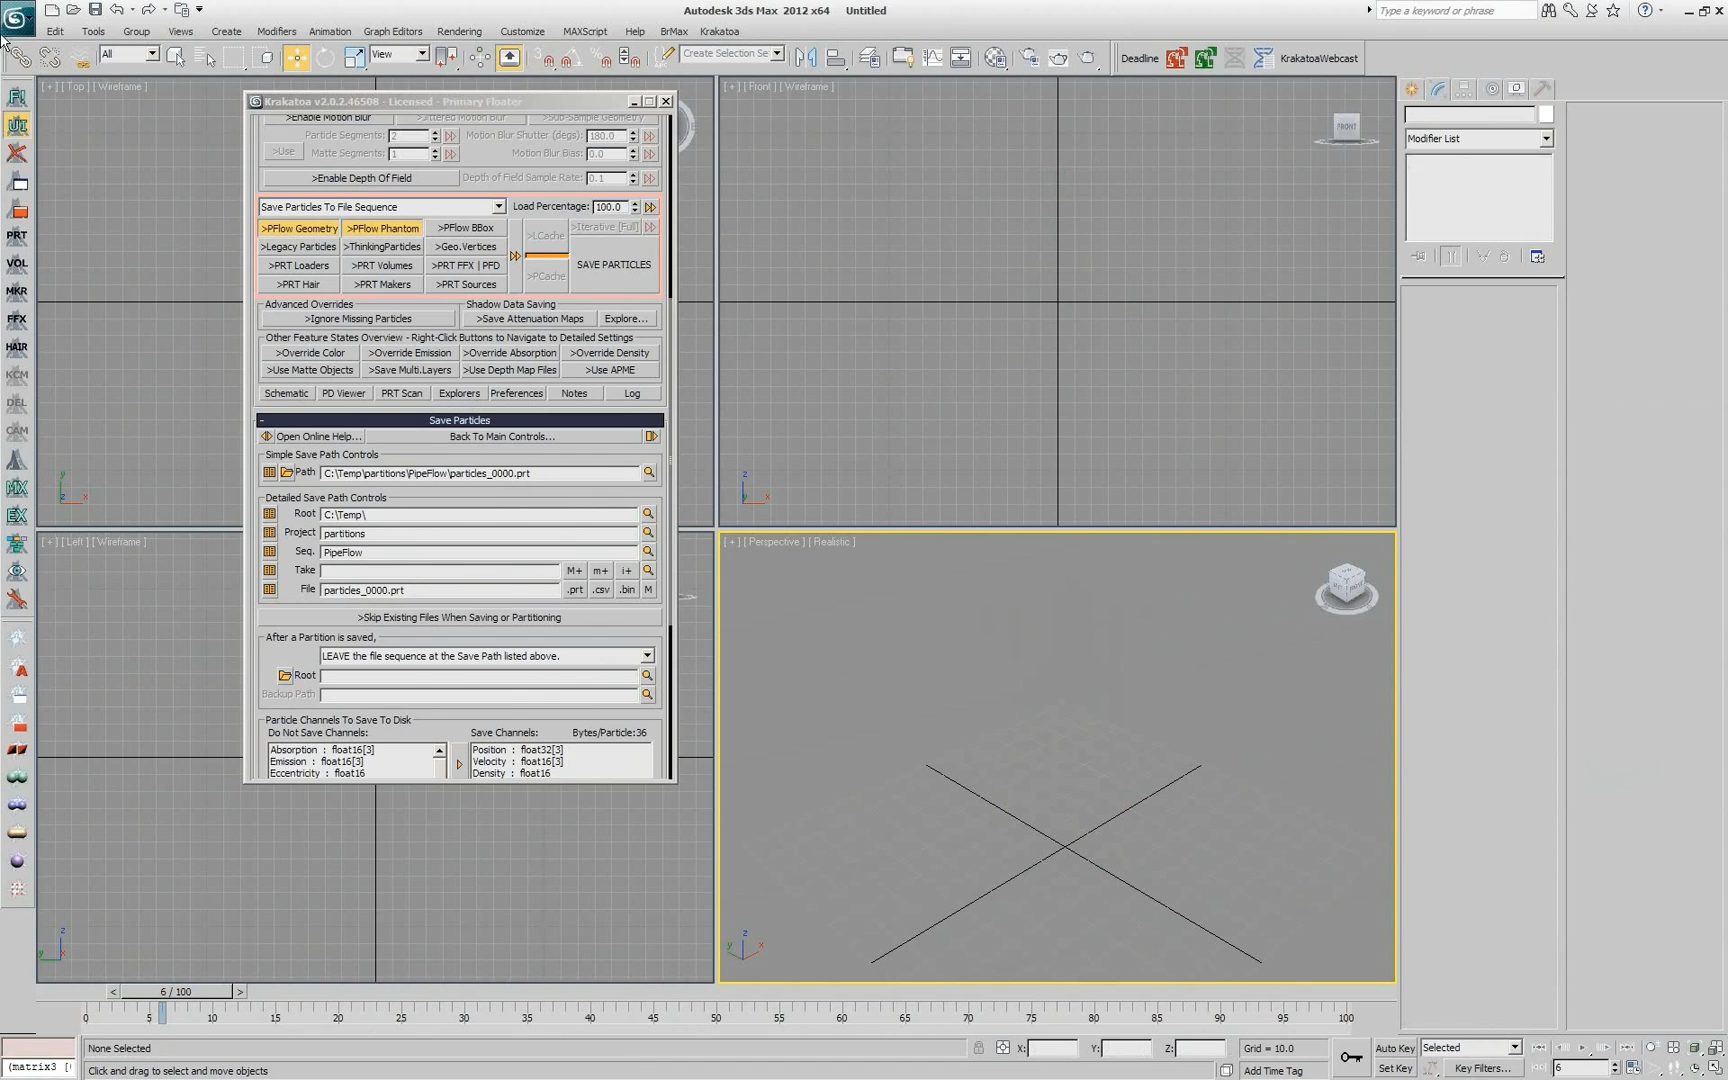 Autodesk 3ds Max 2012 x64 Untitled
Type a keyword or phrase
Edit Tools Group Views Create Modifiers Animation Graph Editors Rendering Customize MAXScript Help BrMax Krakatoa
All View Create Selection Se Deadline KrakatoaWebcast
[ + ] [ Top ] [ Wireframe ]
[ + ] [ Front ] [ Wireframe ]
FRONT
Modifier List
Krakatoa v2.0.2.46508 - Licensed - Primary Floater
>Enable Motion Blur >Jittered Motion Blur >Sub-Sample Geometry
Particle Segments: 2 Motion Blur Shutter (degs): 180.0
>Use Matte Segments: 1 Motion Blur Bias: 0.0
>Enable Depth Of Field Depth of Field Sample Rate: 0.1
Save Particles To File Sequence Load Percentage: 100.0
>PFlow Geometry >PFlow Phantom >PFlow BBox >LCache >Iterative [Full]
>Legacy Particles >ThinkingParticles >Geo.Vertices
>PRT Loaders >PRT Volumes >PRT FFX | PFD >PCache SAVE PARTICLES
>PRT Hair >PRT Makers >PRT Sources
Advanced Overrides Shadow Data Saving
>Ignore Missing Particles >Save Attenuation Maps Explore...
Other Feature States Overview - Right-Click Buttons to Navigate to Detailed Settings
>Override Color >Override Emission >Override Absorption >Override Density
>Use Matte Objects >Save Multi.Layers >Use Depth Map Files >Use APME
Schematic PD Viewer PRT Scan Explorers Preferences Notes Log
- Save Particles
Open Online Help... Back To Main Controls...
Simple Save Path Controls
Path C:\Temp\partitions\PipeFlow\particles_0000.prt
Detailed Save Path Controls
Root C:\Temp\
Project partitions
Seq. PipeFlow
Take M+ m+ i+
File particles_0000.prt .prt .csv .bin M
>Skip Existing Files When Saving or Partitioning
After a Partition is saved,
LEAVE the file sequence at the Save Path listed above.
Root
Backup Path
Particle Channels To Save To Disk
Do Not Save Channels: Save Channels: Bytes/Particle:36
Absorption : float16[3] Position : float32[3]
Emission : float16[3] Velocity : float16[3]
Eccentricity : float16 Density : float16
PRT
VOL
MKR
FFX
HAIR
KCM
DEL
CAM
MX
EX
[ + ] [ Left ] [ Wireframe ]
[ + ] [ Perspective ] [ Realistic ]
y
z
x
< 6 / 100 >
0 5 10 15 20 25 30 35 40 45 50 55 60 65 70 75 80 85 90 95 100
None Selected X: Y: Z: Grid = 10.0 Auto Key Selected
(matrix3 [ Click and drag to select and move objects Add Time Tag Set Key Key Filters... 6